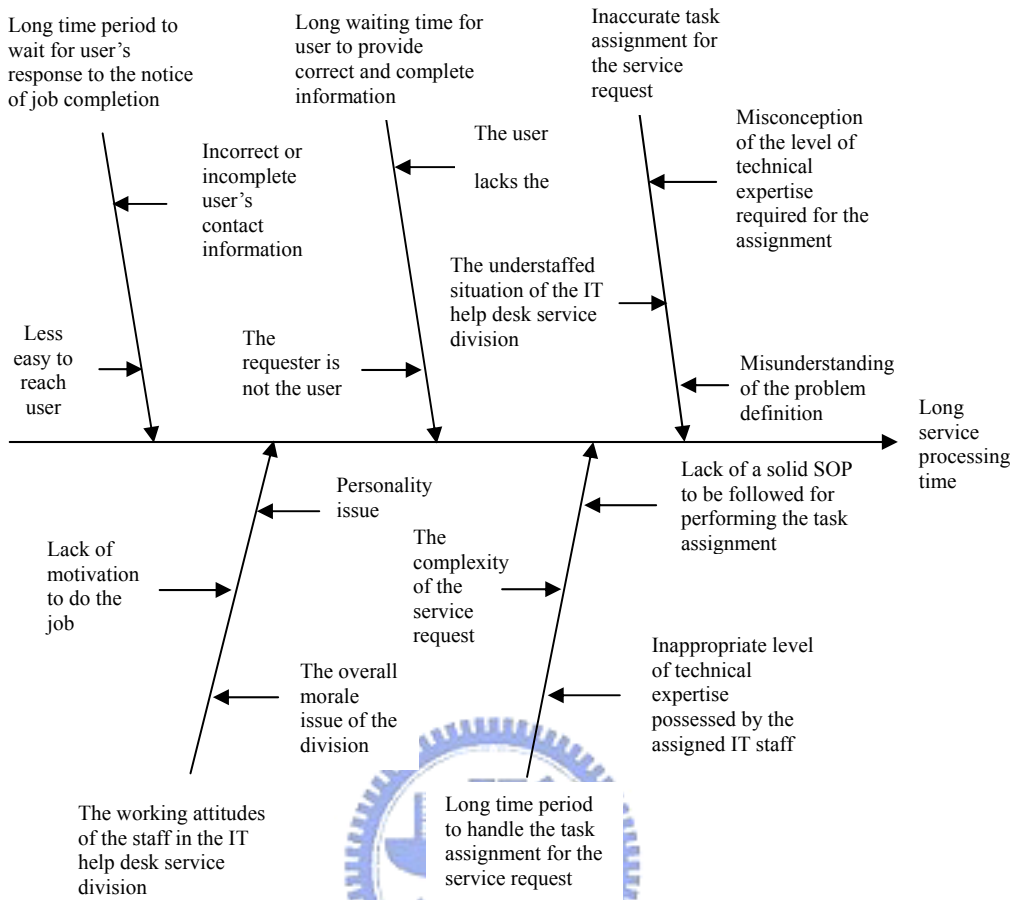 Long time period to
wait for user's
response to the notice
of job completion
Long waiting time for
user to provide
correct and complete
information
Inaccurate task
assignment for
the service
request
Incorrect or
incomplete
user's
contact
information
The user
lacks the
Misconception
of the level of
technical
expertise
required for the
assignment
The understaffed
situation of the IT
help desk service
division
Less
easy to
reach
user
The
requester is
not the user
Misunderstanding
of the problem
definition
Long
service
processing
time
Personality
issue
Lack of a solid SOP
to be followed for
performing the task
assignment
Lack of
motivation
to do the
job
The
complexity
of the
service
request
The overall
morale
issue of the
division
Inappropriate level
of technical
expertise
possessed by the
assigned IT staff
The working attitudes
of the staff in the IT
help desk service
division
Long time period
to handle the task
assignment for the
service request